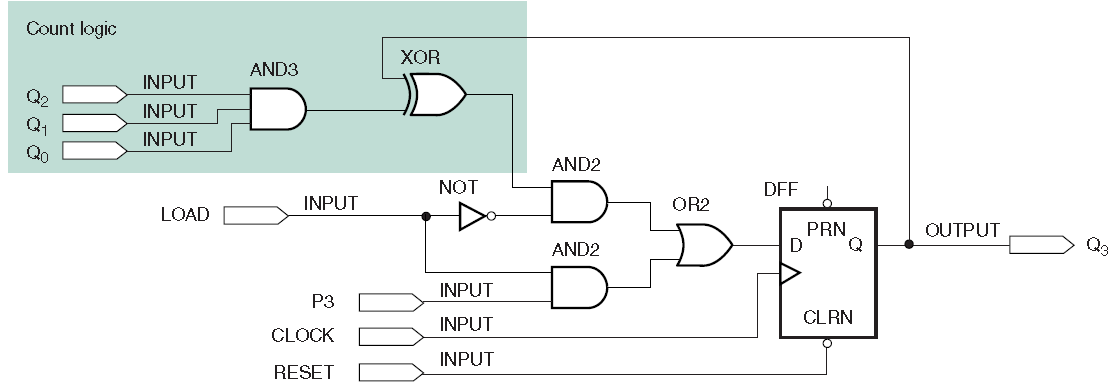 Count logic
XOR
AND3
Q2 INPUT
Q1 INPUT
Q0 INPUT
AND2
NOT
DFF
LOAD INPUT
OR2
PRN
D Q OUTPUT Q3
AND2
P3 INPUT
CLRN
CLOCK INPUT
RESET INPUT